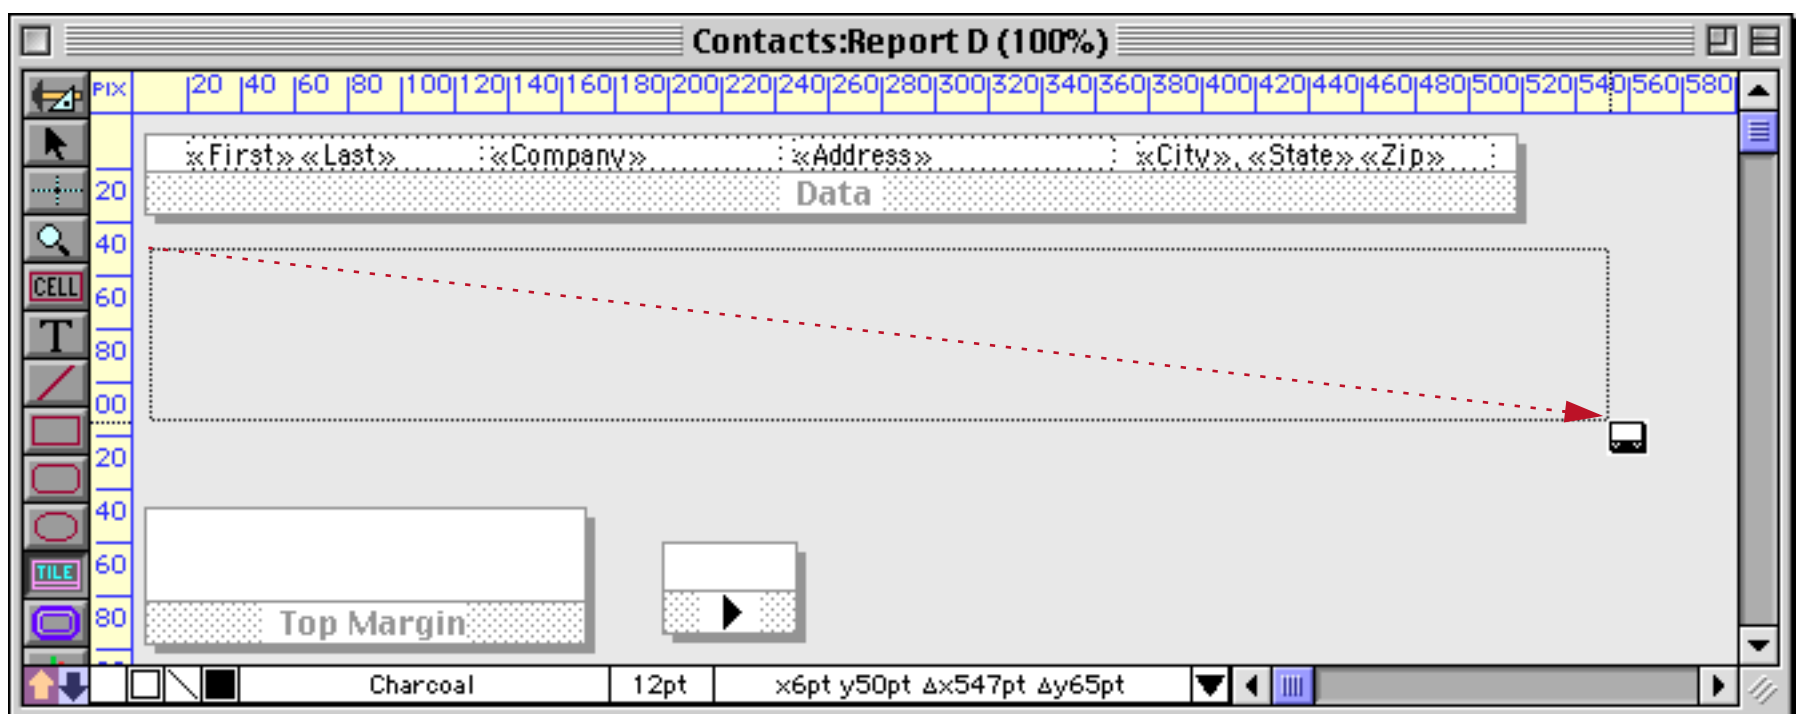 Contacts:Report D (100%)
PIX 20 40 60 80 100 120 140 160 180 200 220 240 260 280 300 320 340 360 380 400 420 440 460 480 500 520 540 560 580
«First» «Last» «Company» «Address» «City», «State» «Zip»
20
Data
40
CELL
60
T
80
00
20
40
TILE
60
80
Top Margin
Charcoal 12pt x6pt y50pt Δx547pt Δy65pt